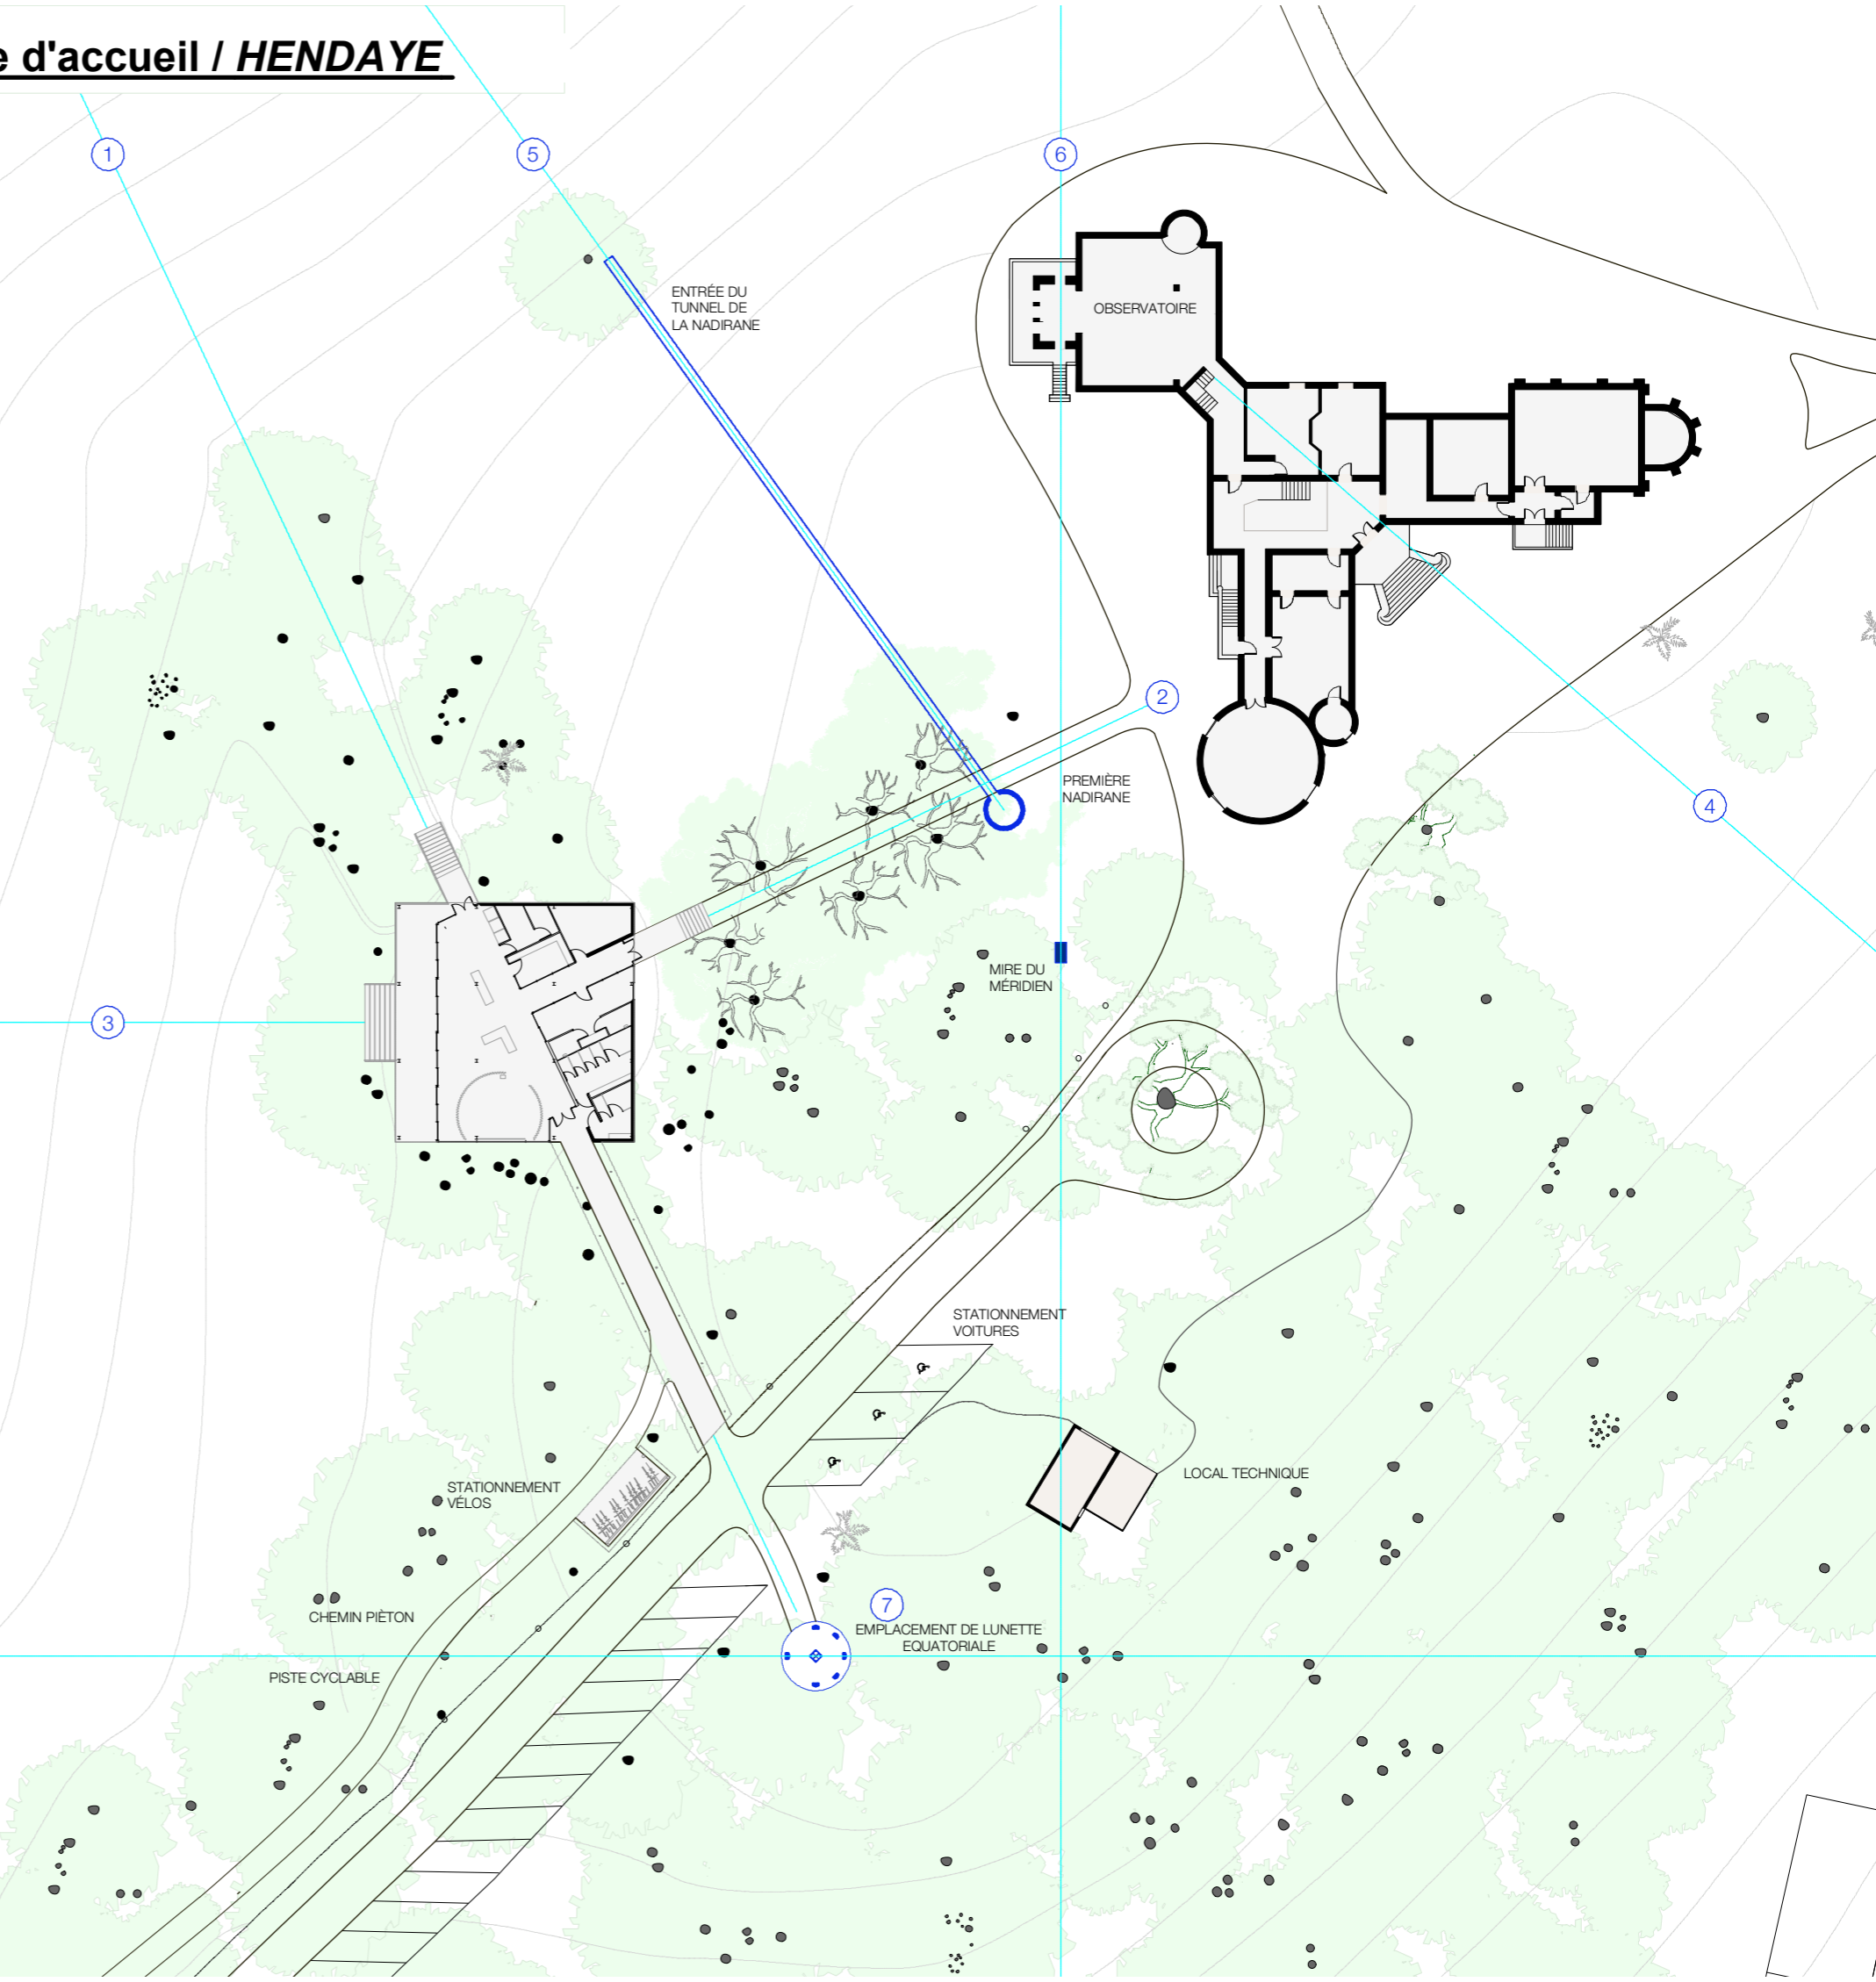 e d'accueil / HENDAYE
1
5
6
ENTRÉE DU
TUNNEL DE
LA NADIRANE
OBSERVATOIRE
2
PREMIÈRE
NADIRANE
4
MIRE DU
MÉRIDIEN
3
STATIONNEMENT
VOITURES
STATIONNEMENT
VÉLOS
LOCAL TECHNIQUE
7
CHEMIN PIÈTON
EMPLACEMENT DE LUNETTE
EQUATORIALE
PISTE CYCLABLE